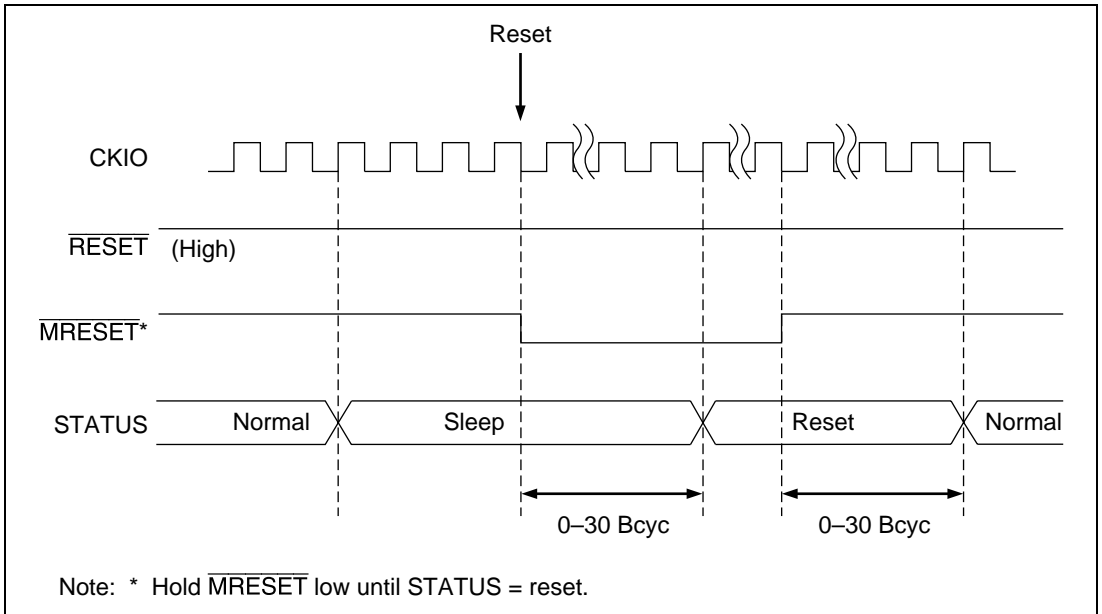 Reset
CKIO
RESET (High)
MRESET*
STATUS Normal Sleep Reset Normal
0–30 Bcyc 0–30 Bcyc
Note: * Hold MRESET low until STATUS = reset.